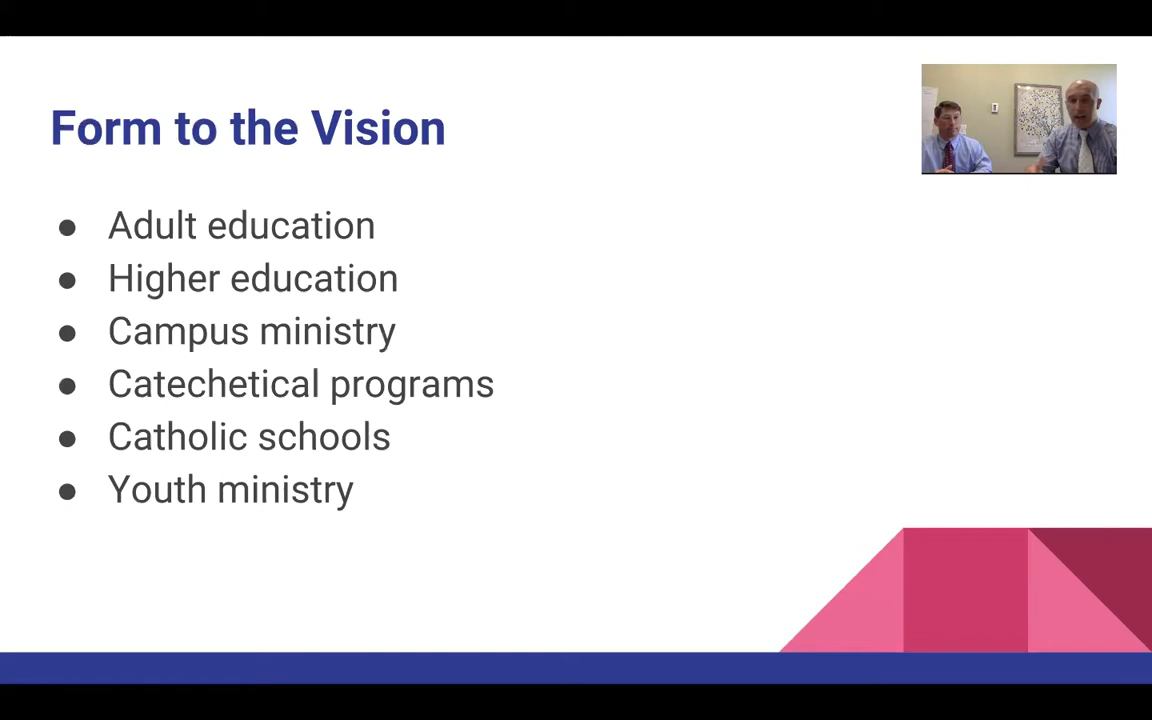 Form to the Vision
● Adult education
● Higher education
● Campus ministry
● Catechetical programs
● Catholic schools
● Youth ministry